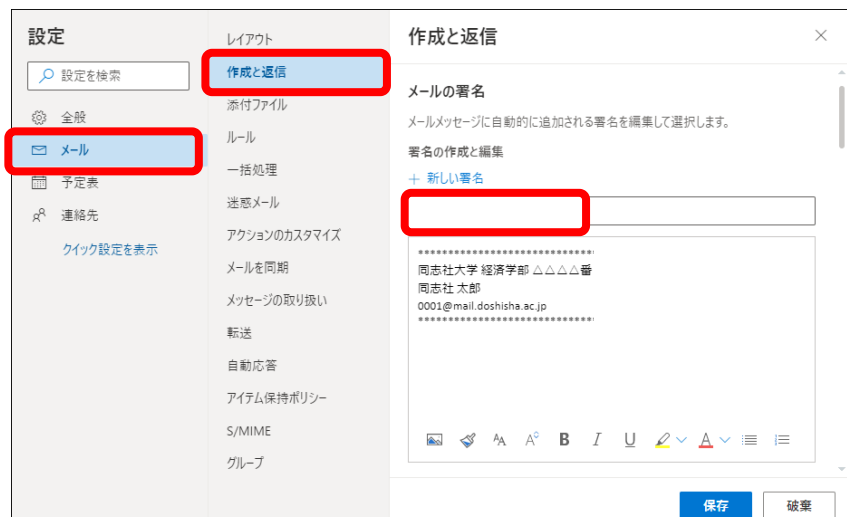 設定
設定を検索
全般
メール
予定表
連絡先
クイック設定を表示
レイアウト
作成と返信
添付ファイル
ルール
一括処理
迷惑メール
アクションのカスタマイズ
メールを同期
メッセージの取り扱い
転送
自動応答
アイテム保持ポリシー
S/MIME
グループ
作成と返信
メールの署名
メールメッセージに自動的に追加される署名を編集して選択します。
署名の作成と編集
+ 新しい署名
******************************
同志社大学 経済学部 △△△△番
同志社 太郎
0001@mail.doshisha.ac.jp
******************************
B I U A
保存
破棄